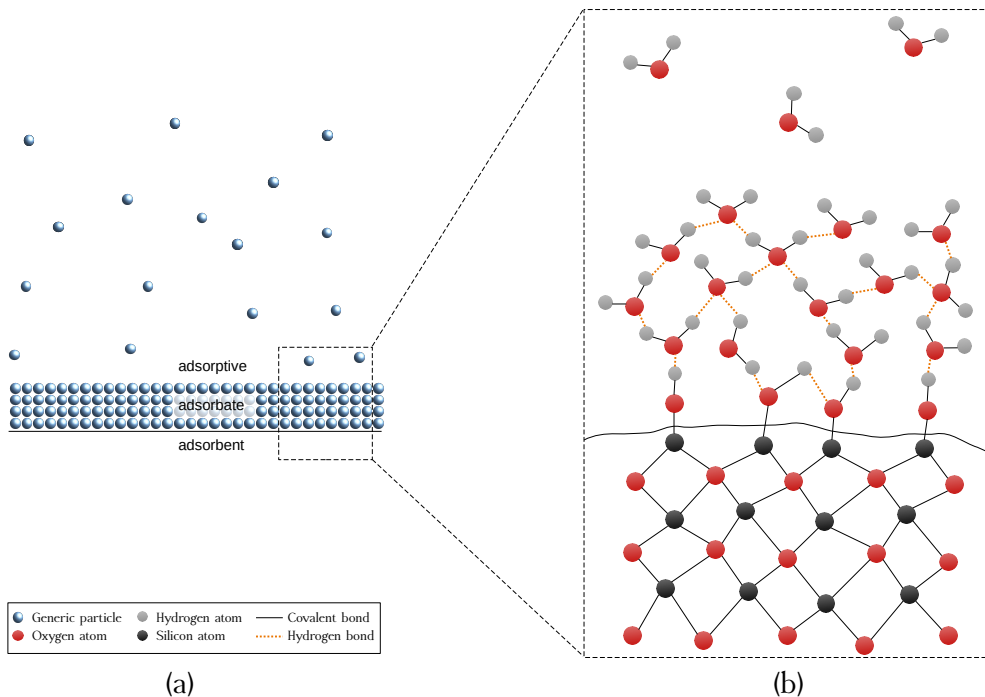 adsorptive
adsorbate
adsorbent
Generic particle
Hydrogen atom
Covalent bond
Oxygen atom
Silicon atom
Hydrogen bond
(a)
(b)